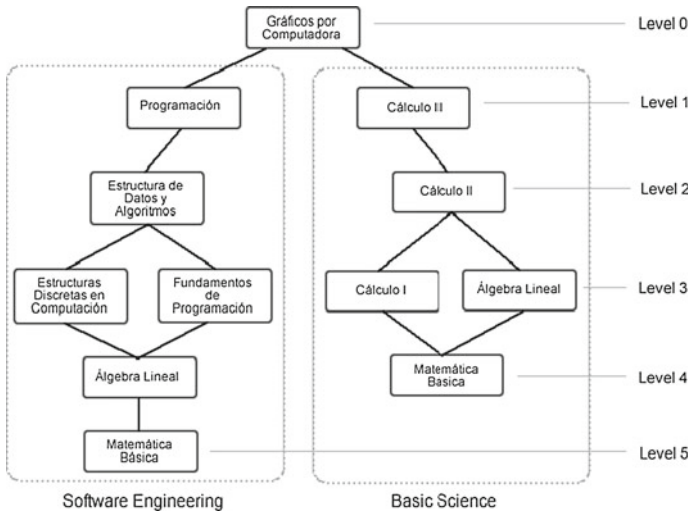 Gráficos por
Computadora
Level 0
Programación
Cálculo III
Level 1
Estructura de
Datos y
Algoritmos
Cálculo II
Level 2
Estructuras
Discretas en
Computación
Fundamentos
de
Programación
Cálculo I
Álgebra Lineal
Level 3
Álgebra Lineal
Matemática
Basica
Level 4
Matemática
Básica
Level 5
Software Engineering
Basic Science